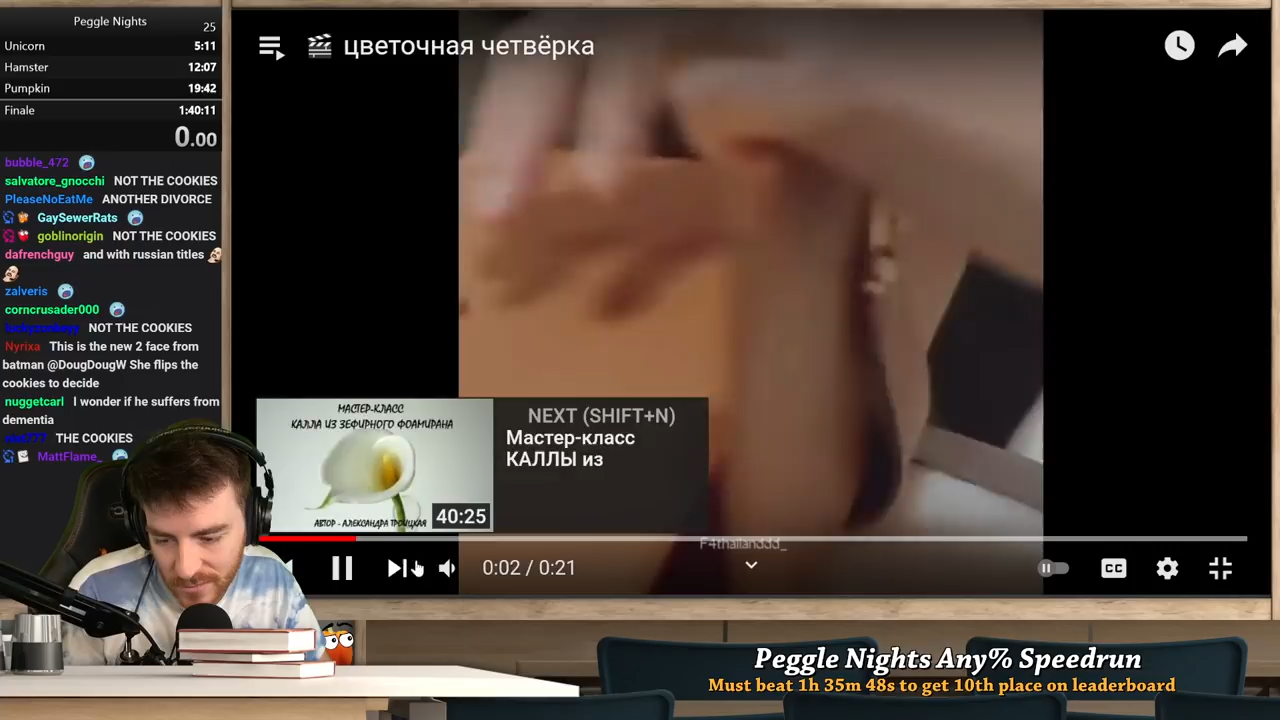 Peggle Nights
25
Unicorn 5:11
Hamster 12:07
Pumpkin 19:42
Finale 1:40:11
0.00
bubble_472
salvatore_gnocchi NOT THE COOKIES
PleaseNoEatMe ANOTHER DIVORCE
GaySewerRats
goblinorigin NOT THE COOKIES
dafrenchguy and with russian titles
zalveris
corncrusader000
NOT THE COOKIES
Nyrixa This is the new 2 face from
batman @DougDougW She flips the
cookies to decide
nuggetcarl I wonder if he suffers from
dementia
THE COOKIES
MattFlame_
цветочная четвёрка
МАСТЕР-КЛАСС
КАЛЛА ИЗ ЗЕФИРНОГО ФОАМИРАНА
АВТОР - АЛЕКСАНДРА ТРОИЦКАЯ
40:25
NEXT (SHIFT+N)
Мастер-класс
КАЛЛЫ из
F4thailanddd_
0:02 / 0:21
CC
Peggle Nights Any% Speedrun
Must beat 1h 35m 48s to get 10th place on leaderboard